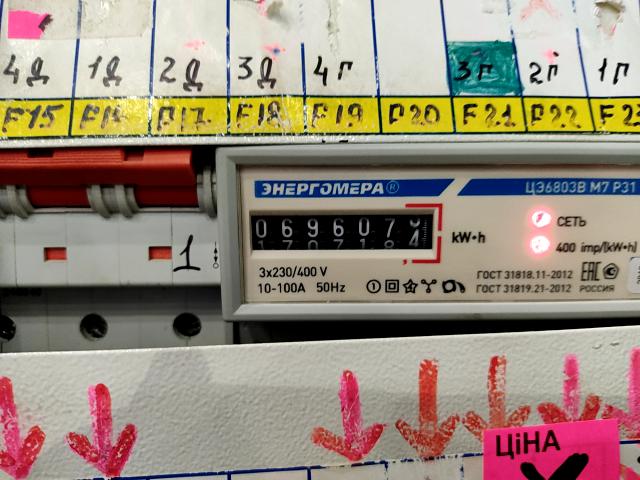 4Д 1Д 2Д 3Д 4Г 3Г 2Г 1Г
F15 F16 F17 F18 F19 F20 F21 F22 F23
ЭНЕРГОМЕРА® ЦЭ6803В М7 Р31
069607
kW•h
СЕТЬ
400 imp/(kW•h)
1
3x230/400 V
10-100A 50Hz
ГОСТ 31818.11-2012
ГОСТ 31819.21-2012
EAC
РОССИЯ
ЦіНА